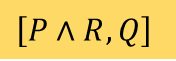 [P ∧ R, Q]